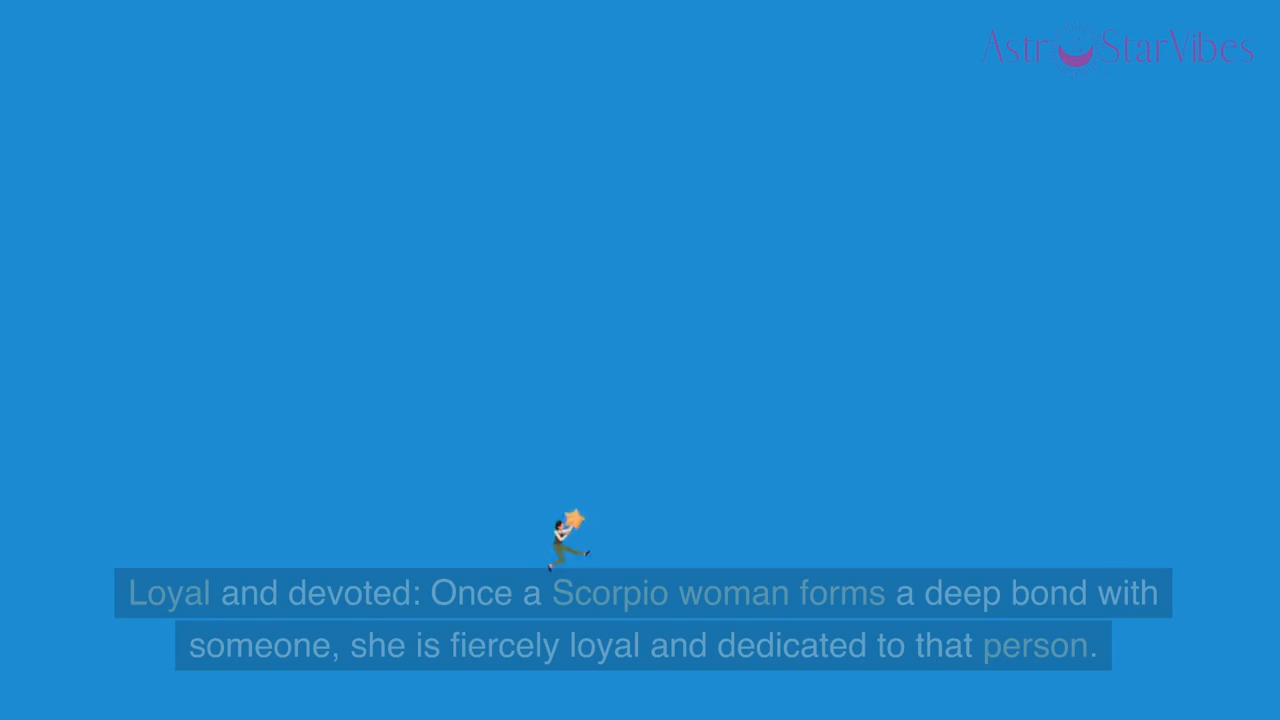 AstroStarVibes
Loyal and devoted: Once a Scorpio woman forms a deep bond with
someone, she is fiercely loyal and dedicated to that person.